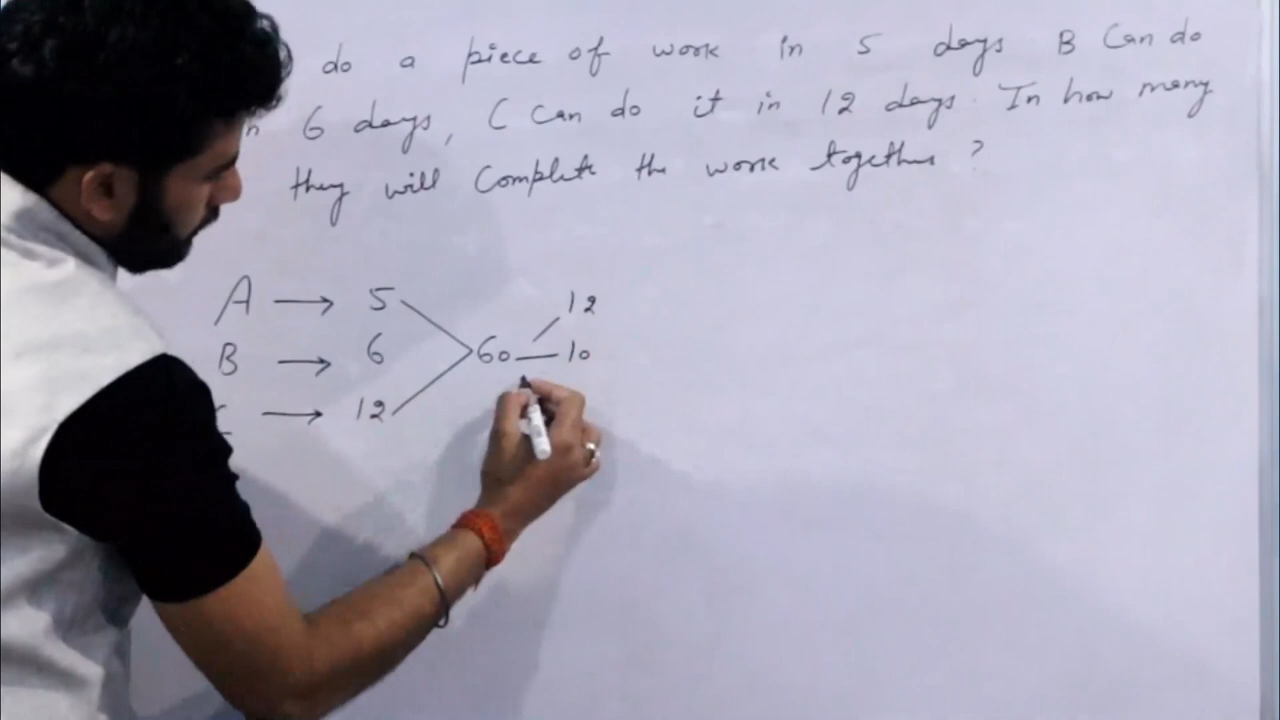 do a piece of work in 5 days B Can do
6 days, C Can do it in 12 days. In how many
they will Complete the work together ?
A → 5 12
B → 6 60 10
→ 12